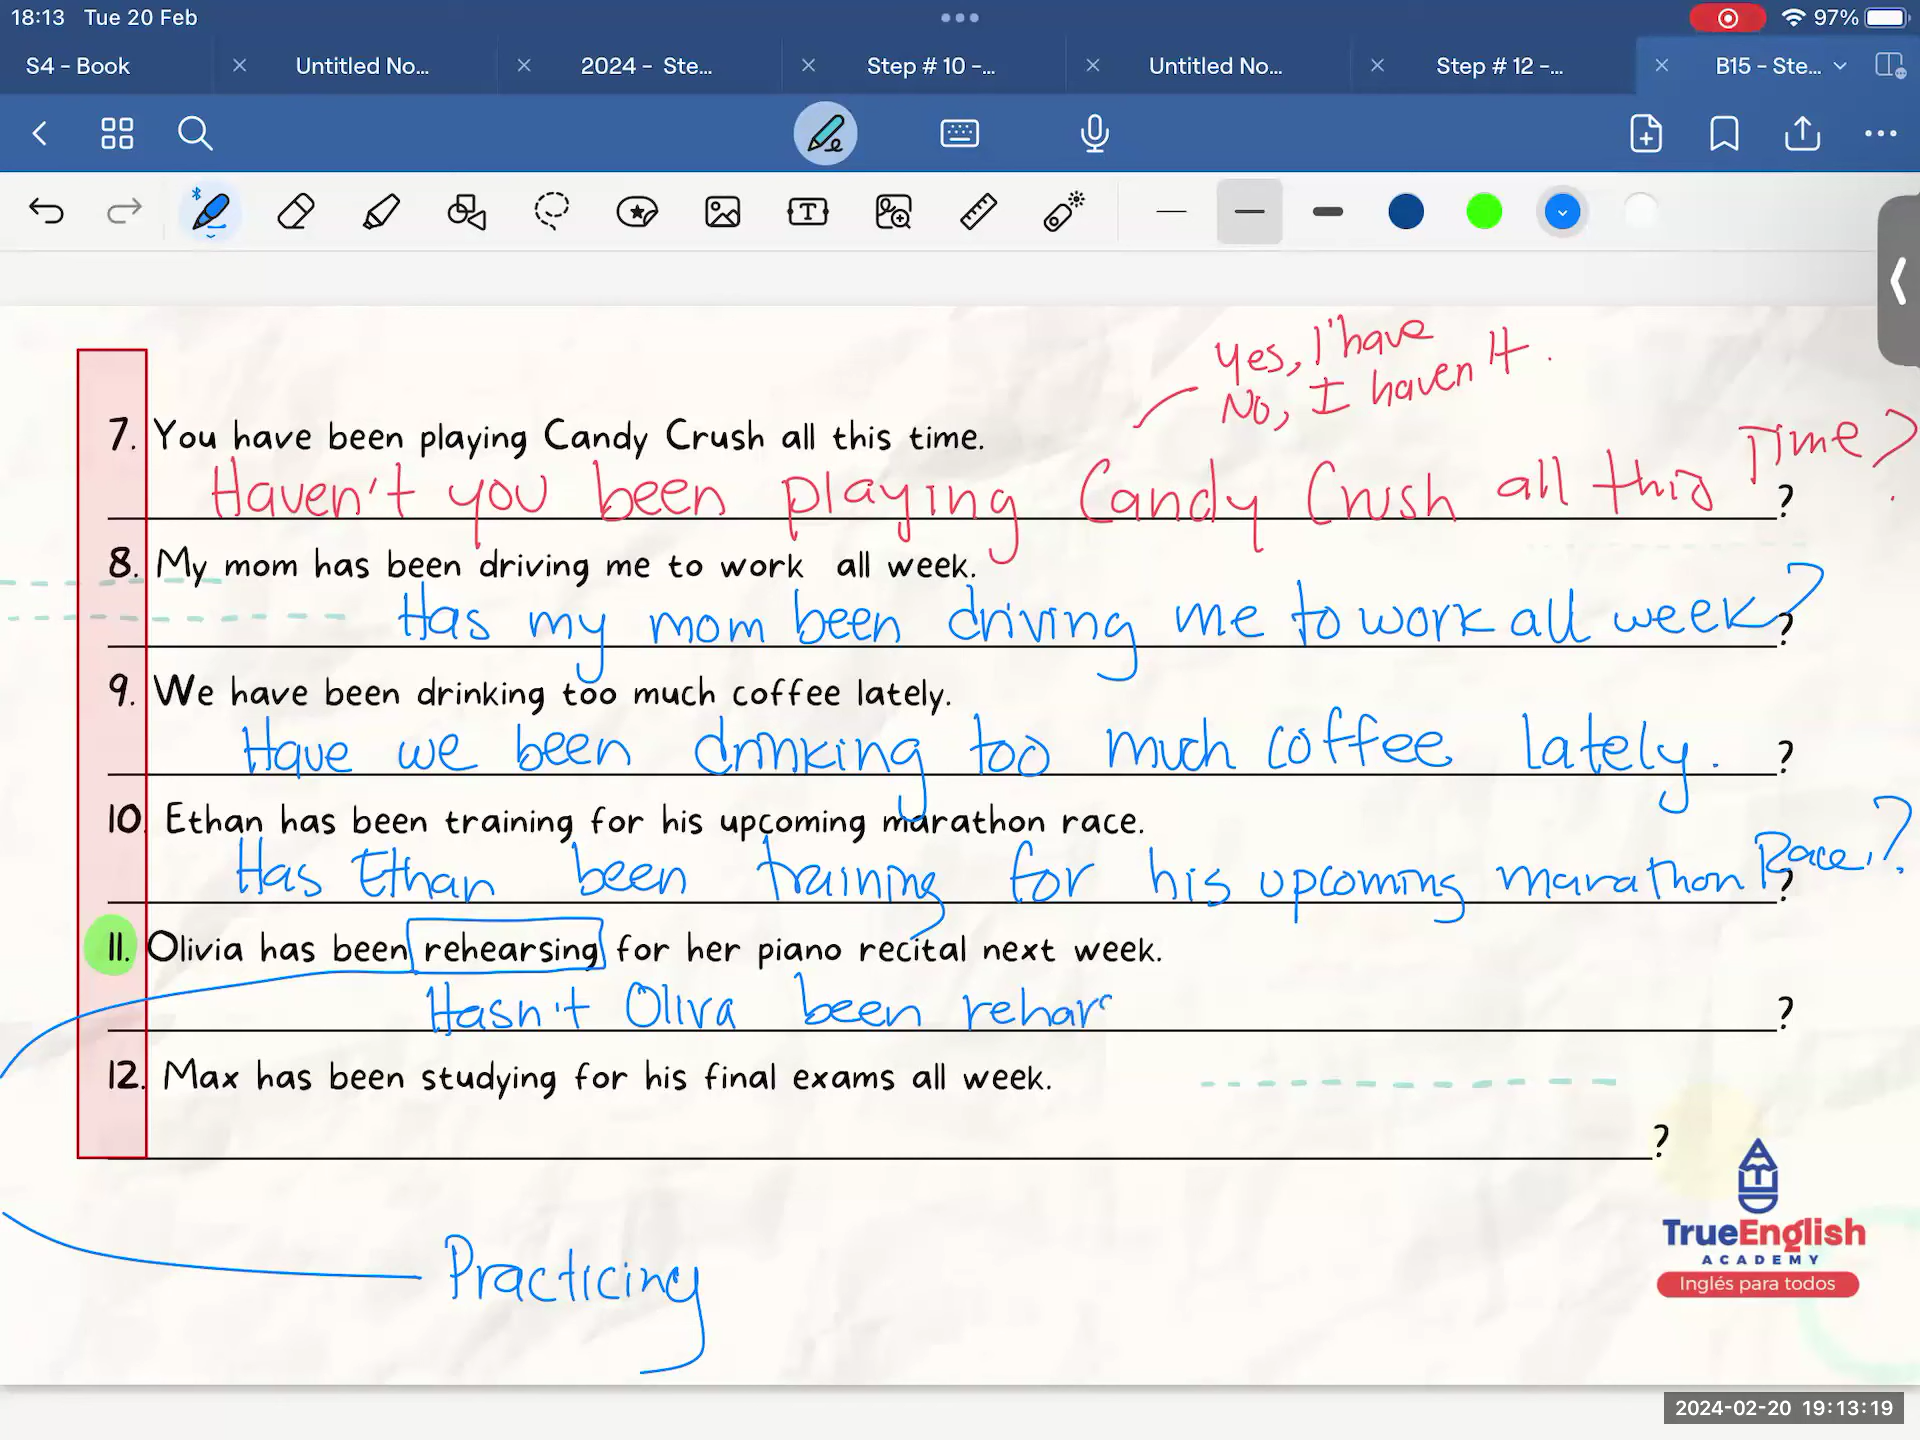 18:13 Tue 20 Feb 97%
S4 - Book Untitled No... 2024 - Ste... Step # 10 -... Untitled No... Step # 12 -... B15 - Ste...
Yes, I have
No, I haven't.
7. You have been playing Candy Crush all this time.
Haven't you been playing Candy Crush all this Time?
?
8. My mom has been driving me to work all week.
Has my mom been driving me to work all week?
?
9. We have been drinking too much coffee lately.
Have we been drinking too much coffee lately. ?
10. Ethan has been training for his upcoming marathon race.
Has Ethan been training for his upcoming marathon Race.?
?
11. Olivia has been rehearsing for her piano recital next week.
Hasn't Oliva been rehar ?
12. Max has been studying for his final exams all week.
?
Practicing
TrueEnglish
ACADEMY
Inglés para todos
2024-02-20 19:13:19